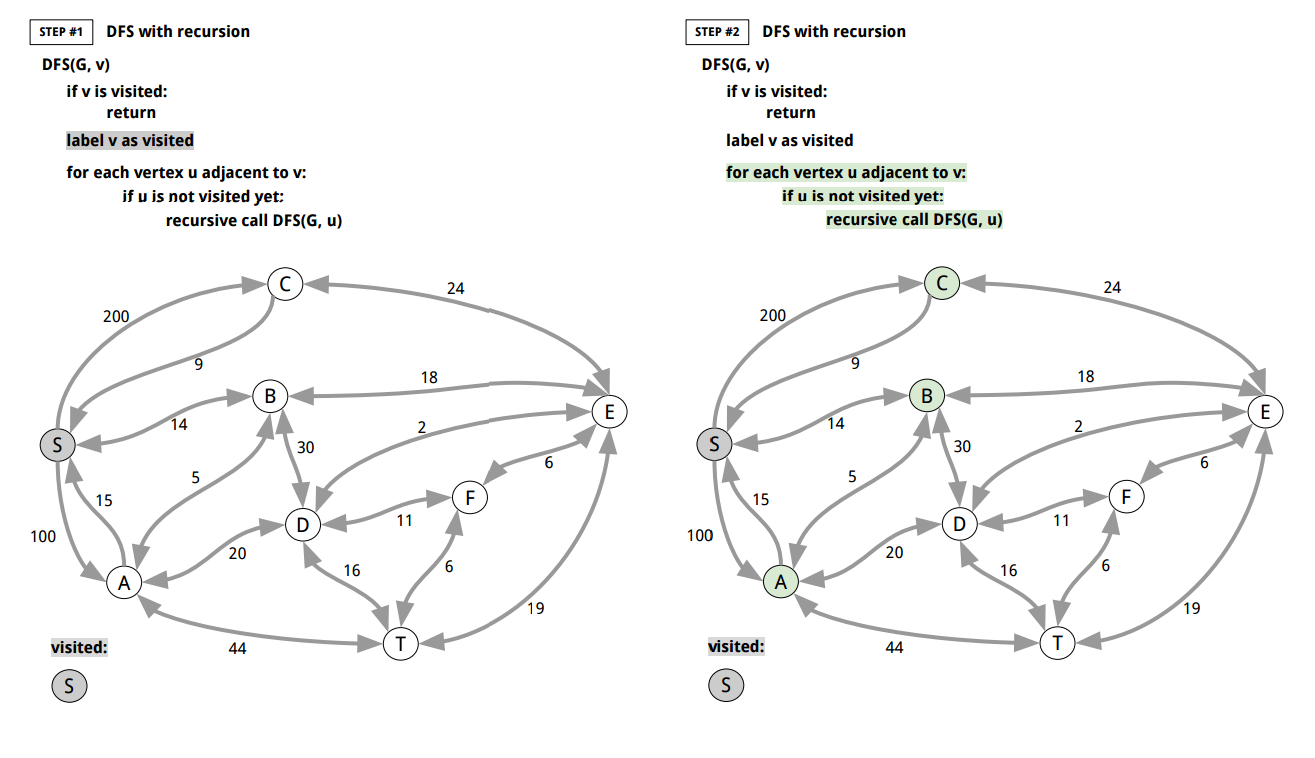 STEP #1 DFS with recursion
DFS(G, v)
if v is visited:
return
label v as visited
for each vertex u adjacent to v:
if u is not visited yet:
recursive call DFS(G, u)
C
24
200
9
B
18
14
E
S
2
30
5
6
15
F
11
D
100
20
16
6
A
19
44
T
visited:
S
STEP #2 DFS with recursion
DFS(G, v)
if v is visited:
return
label v as visited
for each vertex u adjacent to v:
if u is not visited yet:
recursive call DFS(G, u)
C
24
200
9
B
18
14
E
S
2
30
5
6
15
F
11
D
100
20
16
6
A
19
44
T
visited:
S